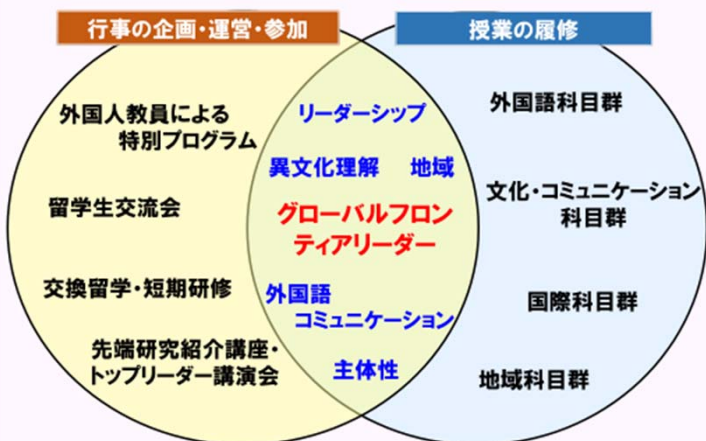 行事の企画・運営・参加
授業の履修
外国人教員による
特別プログラム
留学生交流会
交換留学・短期研修
先端研究紹介講座・
トップリーダー講演会
リーダーシップ
異文化理解 地域
グローバルフロン
ティアリーダー
外国語
コミュニケーション
主体性
外国語科目群
文化・コミュニケーション
科目群
国際科目群
地域科目群